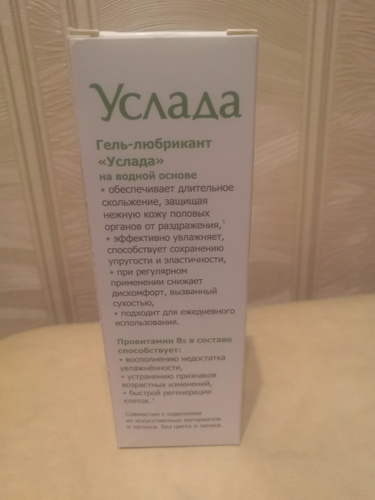 Услада
Гель-любрикант
«Услада»
на водной основе
• обеспечивает длительное
скольжение, защищая
нежную кожу половых
органов от раздражения,¹
• эффективно увлажняет,
способствует сохранению
упругости и эластичности,
• при регулярном
применении снижает
дискомфорт, вызванный
сухостью,
• подходит для ежедневного
использования.
Провитамин В₅ в составе
способствует:
• восполнению недостатка
увлажнённости,
• устранению признаков
возрастных изменений,
• быстрой регенерации
клеток.
Совместим с изделиями
из искусственных материалов
и латекса. Без цвета и запаха.